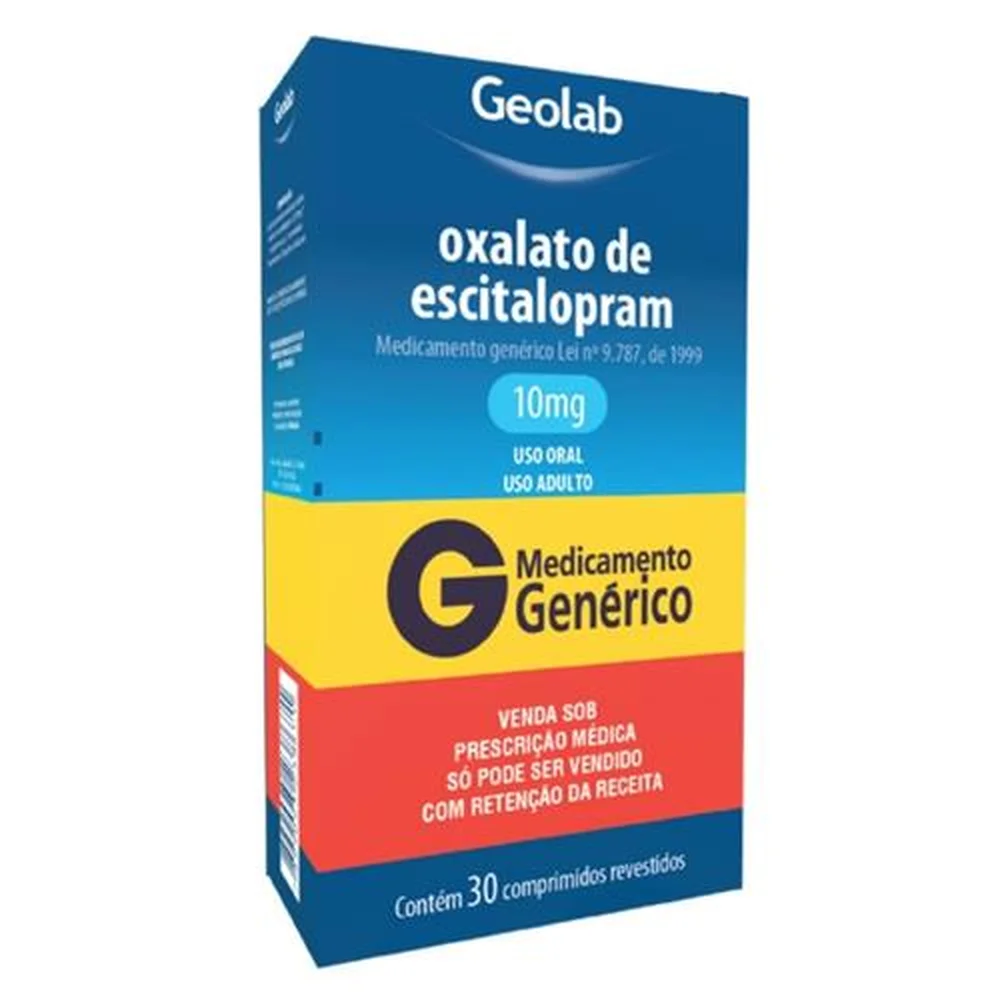 Geolab
oxalato de
escitalopram
Medicamento genérico Lei nº 9.787, de 1999
10mg
USO ORAL
USO ADULTO
G Medicamento
Genérico
VENDA SOB
PRESCRIÇÃO MÉDICA
SÓ PODE SER VENDIDO
COM RETENÇÃO DA RECEITA
Contém 30 comprimidos revestidos
Geolab